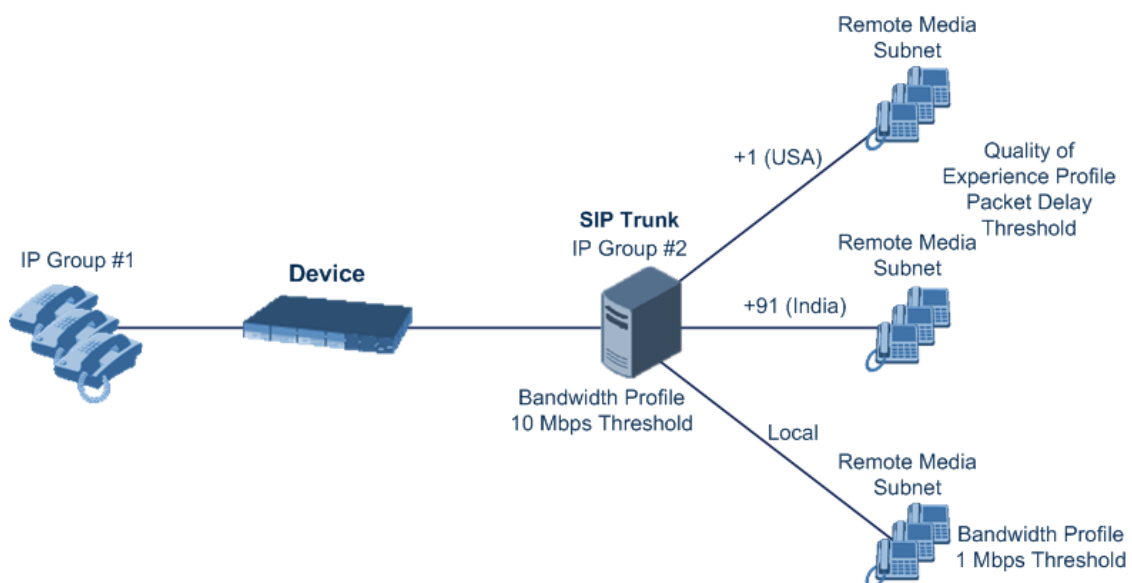 Remote Media
Subnet
+1 (USA)
Quality of
Experience Profile
Packet Delay
Threshold
SIP Trunk
IP Group #2
IP Group #1
Device
Remote Media
Subnet
+91 (India)
Bandwidth Profile
10 Mbps Threshold
Local
Remote Media
Subnet
Bandwidth Profile
1 Mbps Threshold